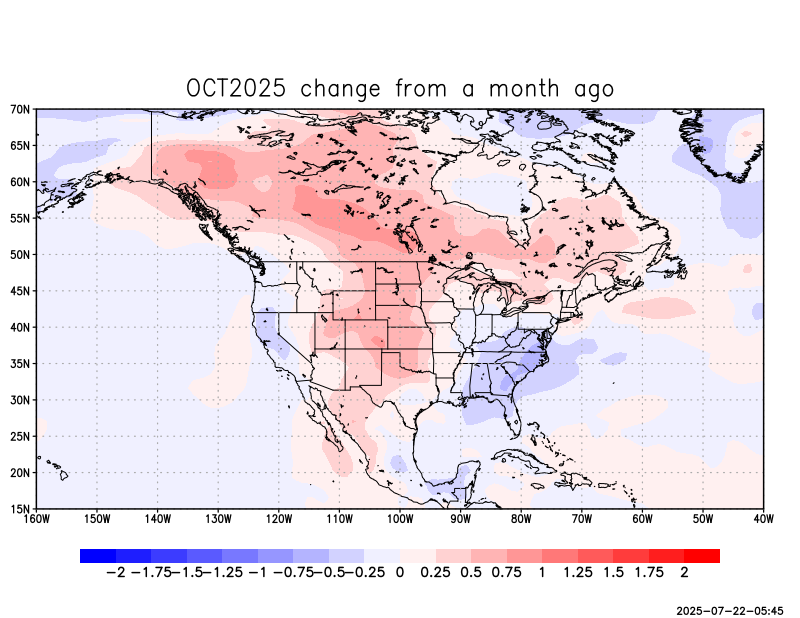 OCT2025 change from a month ago
70N
65N
60N
55N
50N
45N
40N
35N
30N
25N
20N
15N
160W 150W 140W 130W 120W 110W 100W 90W 80W 70W 60W 50W 40W
−2 −1.75 −1.5 −1.25 −1 −0.75 −0.5 −0.25 0 0.25 0.5 0.75 1 1.25 1.5 1.75 2
2025-07-22-05:45